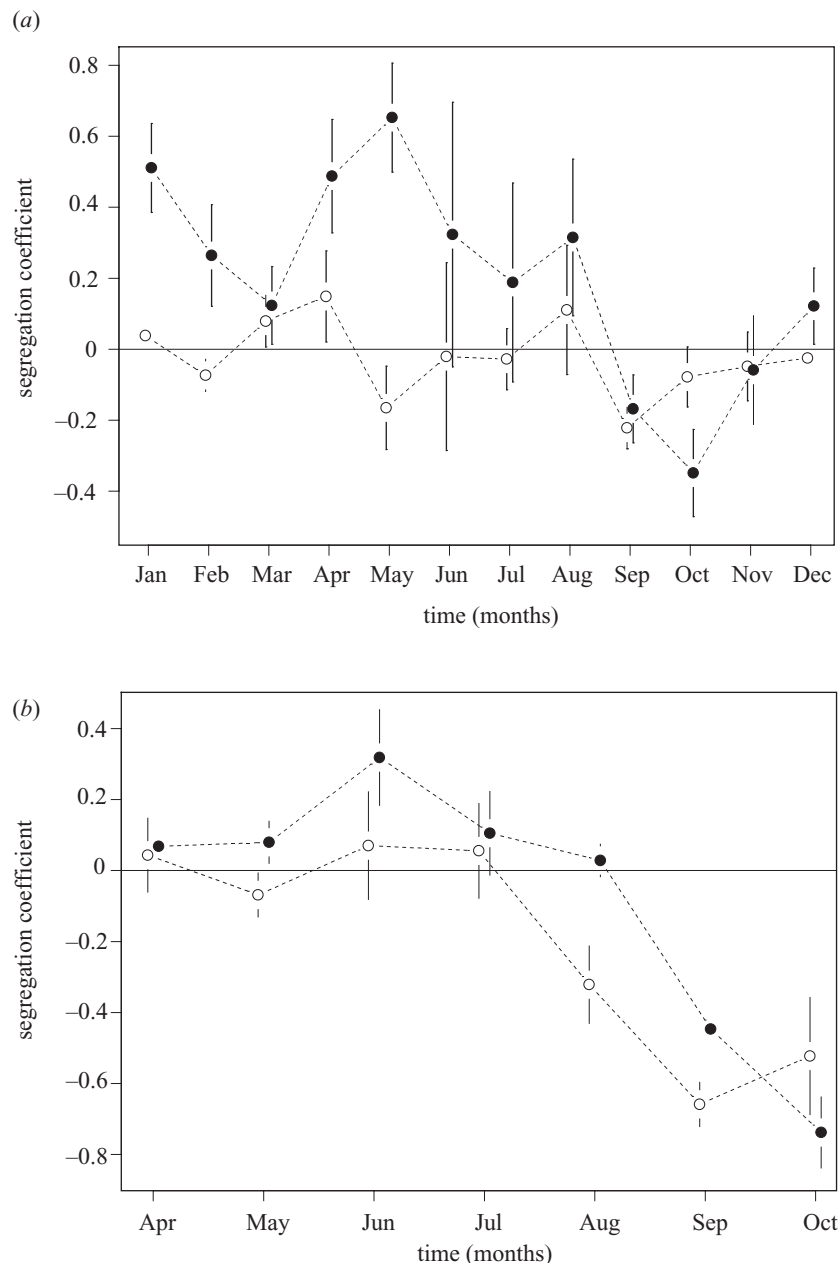 (a)
0.8
0.6
0.4
0.2
0
–0.2
–0.4
segregation coefficient
Jan Feb Mar Apr May Jun Jul Aug Sep Oct Nov Dec
time (months)
(b)
0.4
0.2
0
–0.2
–0.4
–0.6
–0.8
segregation coefficient
Apr May Jun Jul Aug Sep Oct
time (months)